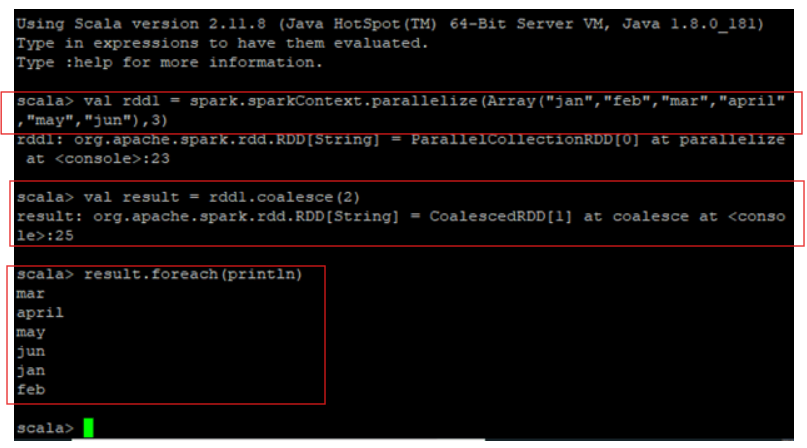 Using Scala version 2.11.8 (Java HotSpot(TM) 64-Bit Server VM, Java 1.8.0_181)
Type in expressions to have them evaluated.
Type :help for more information.
scala> val rdd1 = spark.sparkContext.parallelize(Array("jan","feb","mar","april"
,"may","jun"),3)
rdd1: org.apache.spark.rdd.RDD[String] = ParallelCollectionRDD[0] at parallelize
at <console>:23
scala> val result = rdd1.coalesce(2)
result: org.apache.spark.rdd.RDD[String] = CoalescedRDD[1] at coalesce at <conso
le>:25
scala> result.foreach(println)
mar
april
may
jun
jan
feb
scala>